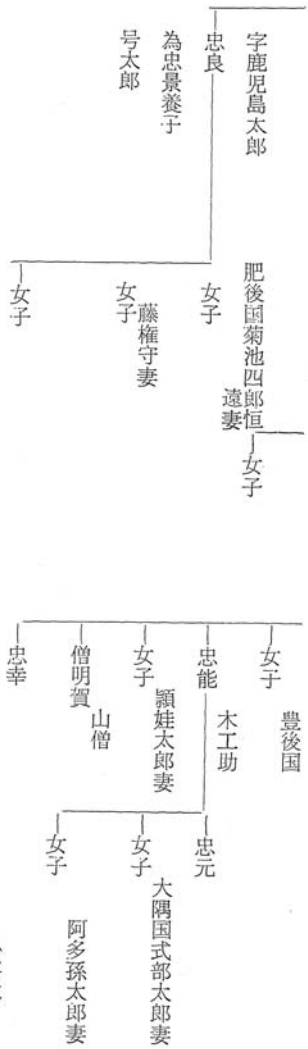 字鹿児島太郎
忠良
為忠景養子
号太郎
肥後国菊池四郎恒
遠妻
女子
藤権守妻
女子
女子
女子
豊後国
女子
木工助
忠能
頴娃太郎妻
女子
山僧
僧明賀
忠幸
忠元
大隅国式部太郎妻
女子
阿多孫太郎妻
女子